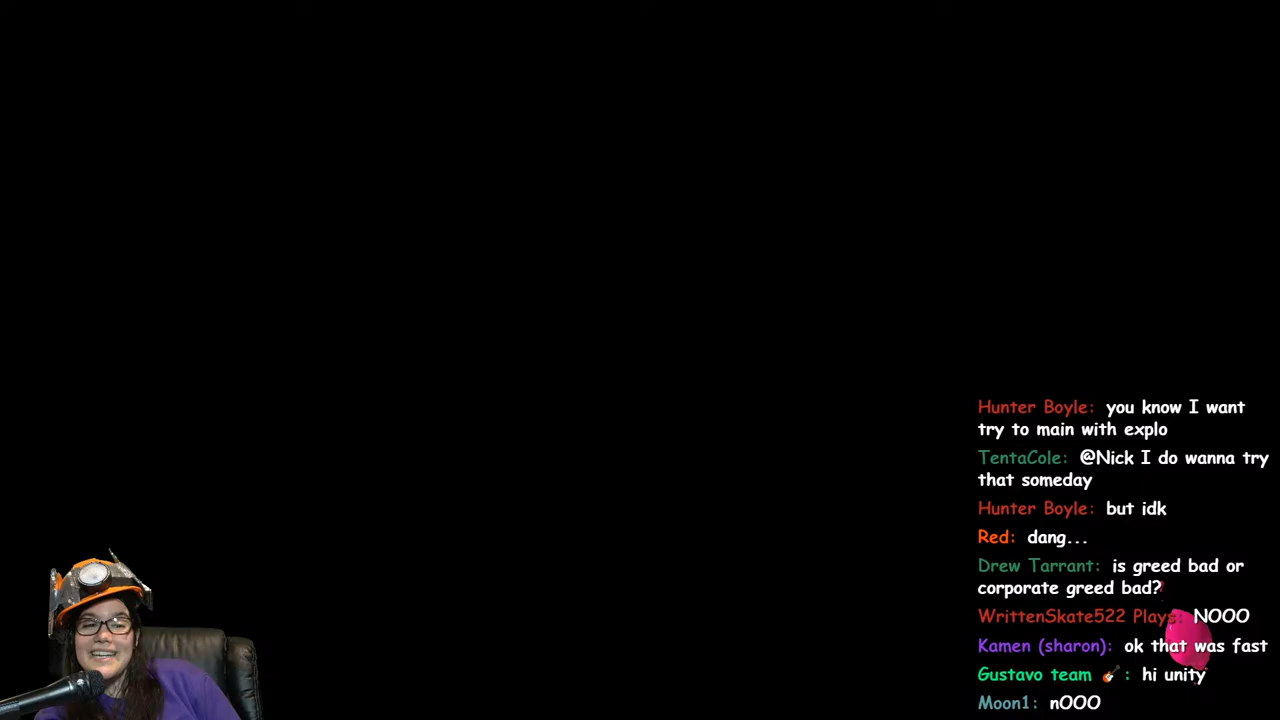 Hunter Boyle: you know I want
try to main with explo
TentaCole: @Nick I do wanna try
that someday
Hunter Boyle: but idk
Red: dang...
Drew Tarrant: is greed bad or
corporate greed bad?
WrittenSkate522 Plays: NOOO
Kamen (sharon): ok that was fast
Gustavo team 🎸: hi unity
Moon1: nOOO